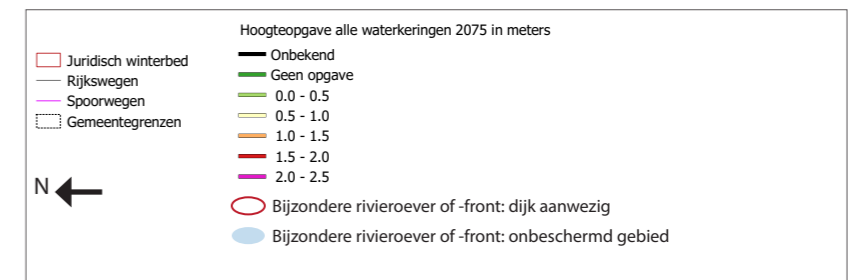 Hoogteopgave alle waterkeringen 2075 in meters
Juridisch winterbed
Rijkswegen
Spoorwegen
Gemeentegrenzen
Onbekend
Geen opgave
0.0 - 0.5
0.5 - 1.0
1.0 - 1.5
1.5 - 2.0
2.0 - 2.5
N
Bijzondere rivieroever of -front: dijk aanwezig
Bijzondere rivieroever of -front: onbeschermd gebied